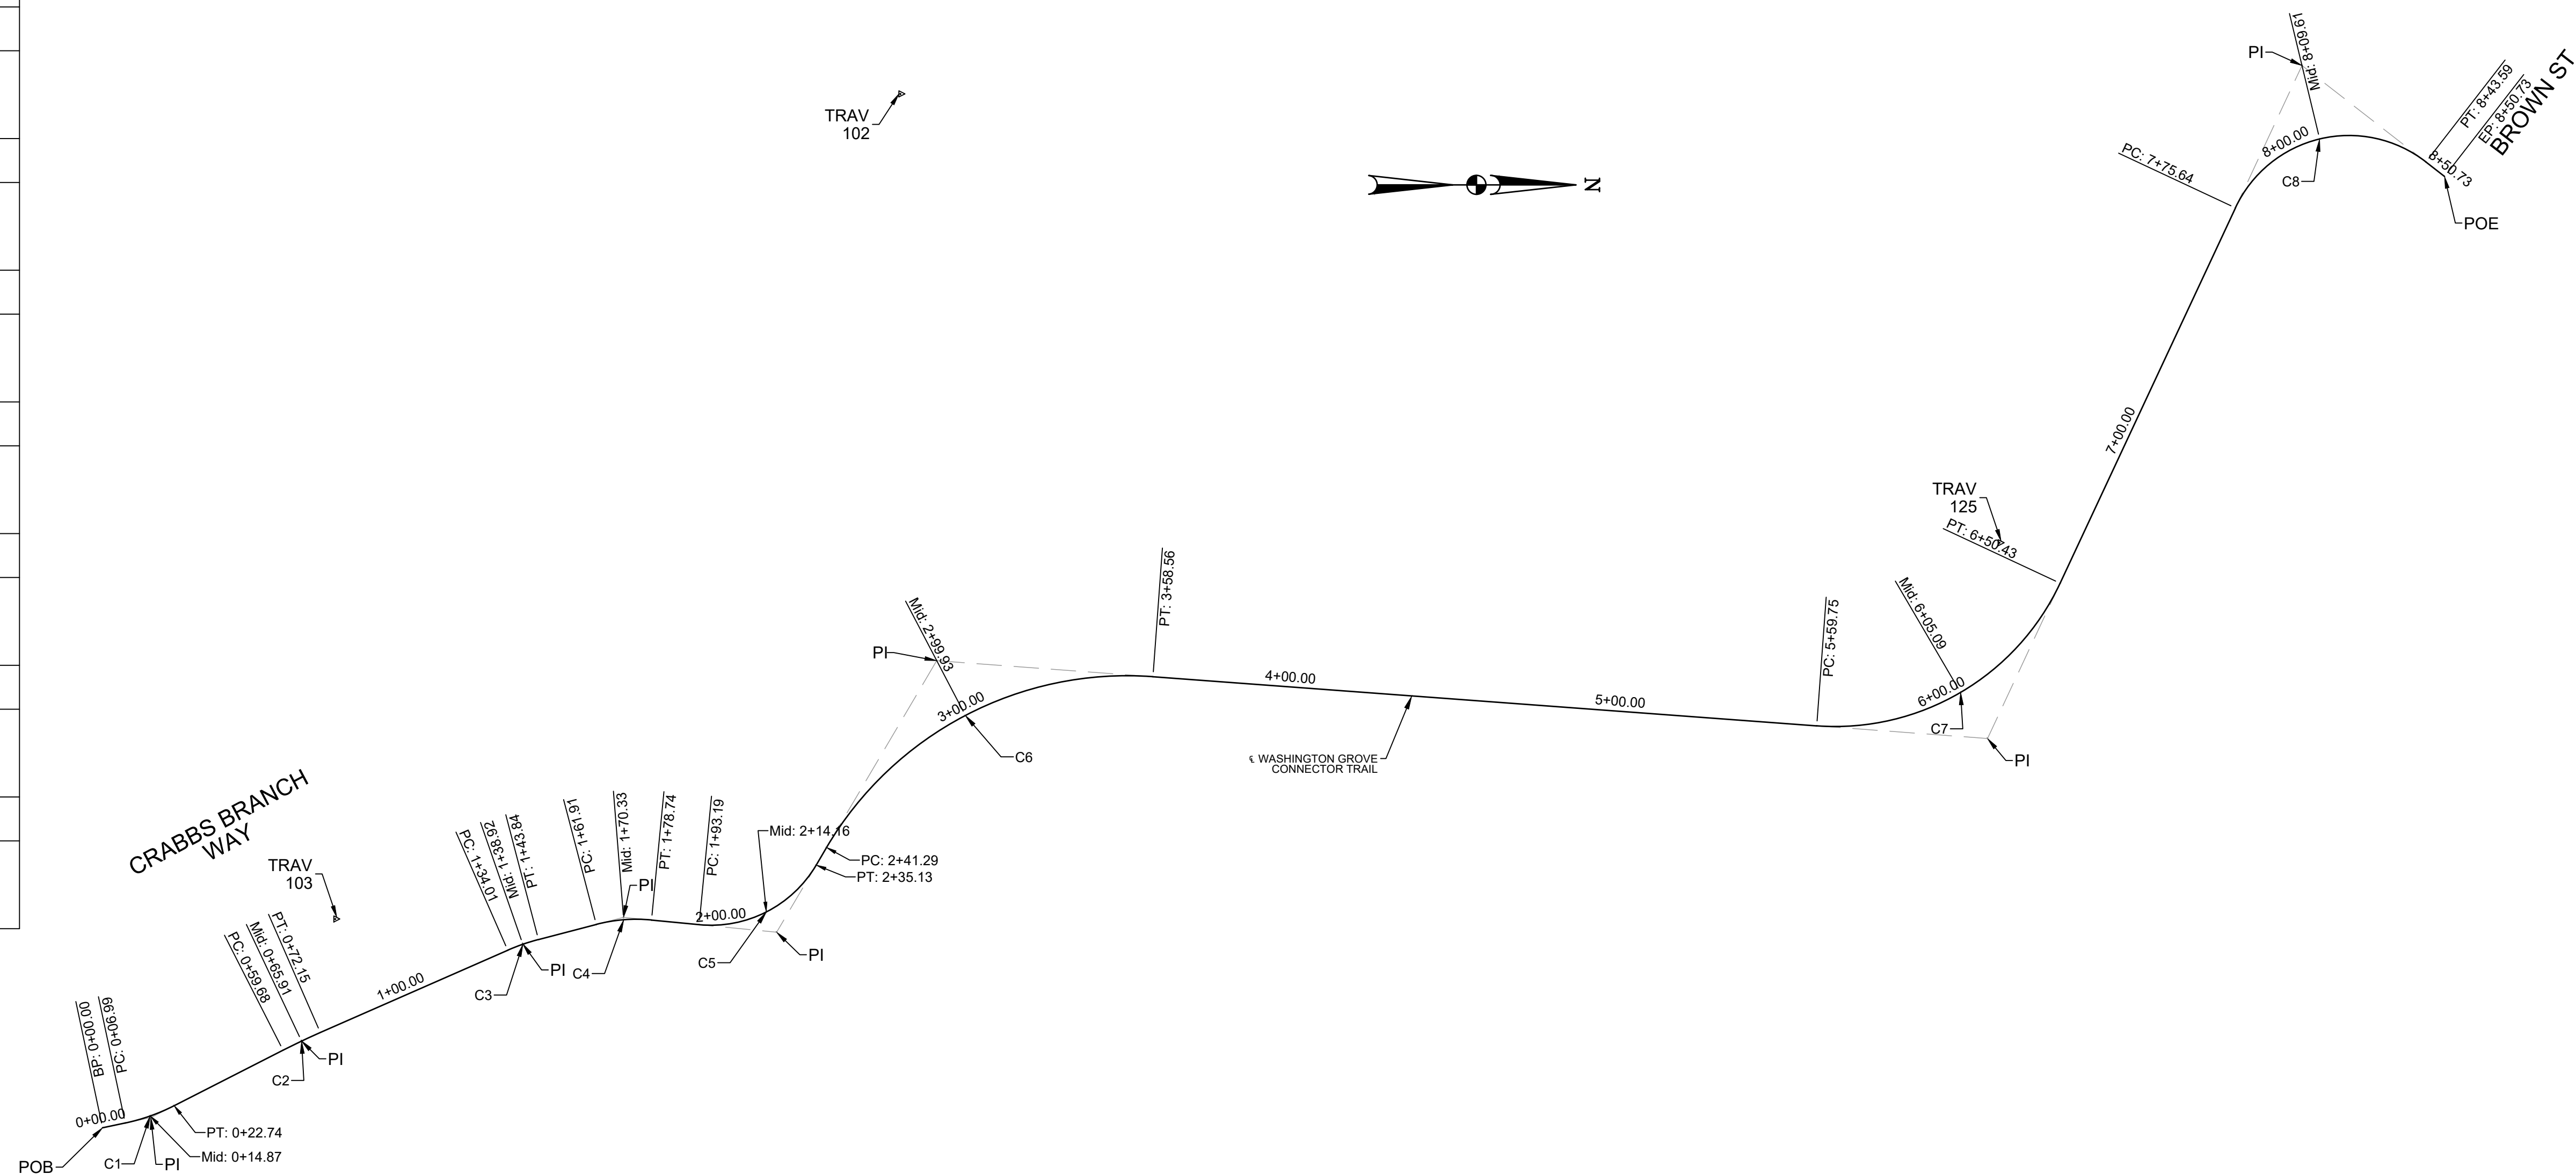 PI
Mid: 8+09.61
PT: 8+43.59
EP: 8+50.73
BROWN ST
TRAV
102
8+00.00
PC: 7+75.64
C8
8+50.73
N
POE
7+00.00
TRAV
125
PT: 6+50.43
PT: 3+58.56
Mid: 6+05.09
PC: 5+59.75
Mid: 2+99.93
PI
4+00.00
5+00.00
6+00.00
3+00.00
C7
C6
PI
℄ WASHINGTON GROVE
CONNECTOR TRAIL
CRABBS BRANCH
WAY
TRAV
103
PC: 1+34.01
Mid: 1+38.92
PT: 1+43.84
PC: 1+61.91
Mid: 1+70.33
PT: 1+78.74
PC: 1+93.19
Mid: 2+14.16
PC: 2+41.29
PT: 2+35.13
PI
2+00.00
PI
C5
C4
PI
C3
PC: 0+59.68
Mid: 0+65.91
PT: 0+72.15
1+00.00
PI
C2
BP: 0+00.00
PC: 0+06.99
0+00.00
PT: 0+22.74
Mid: 0+14.87
POB
C1
PI